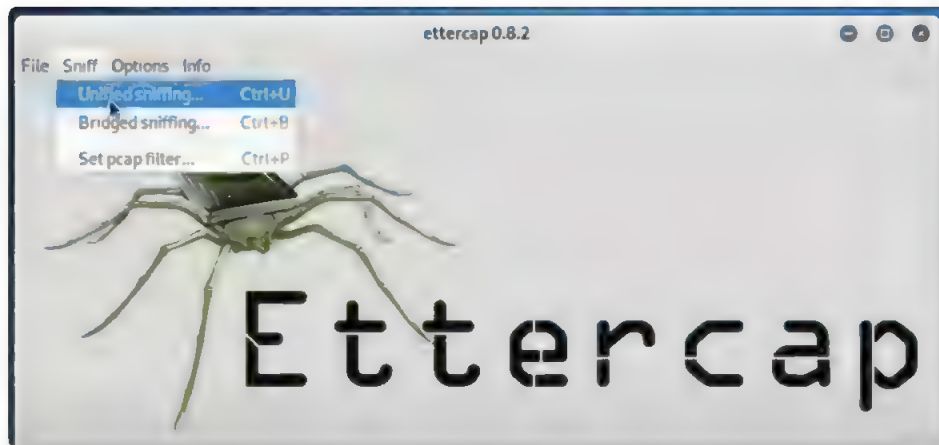 ettercap 0.8.2
File Sniff Options Info
Unified sniffing... Ctrl+U
Bridged sniffing... Ctrl+B
Set pcap filter... Ctrl+P
Ettercap